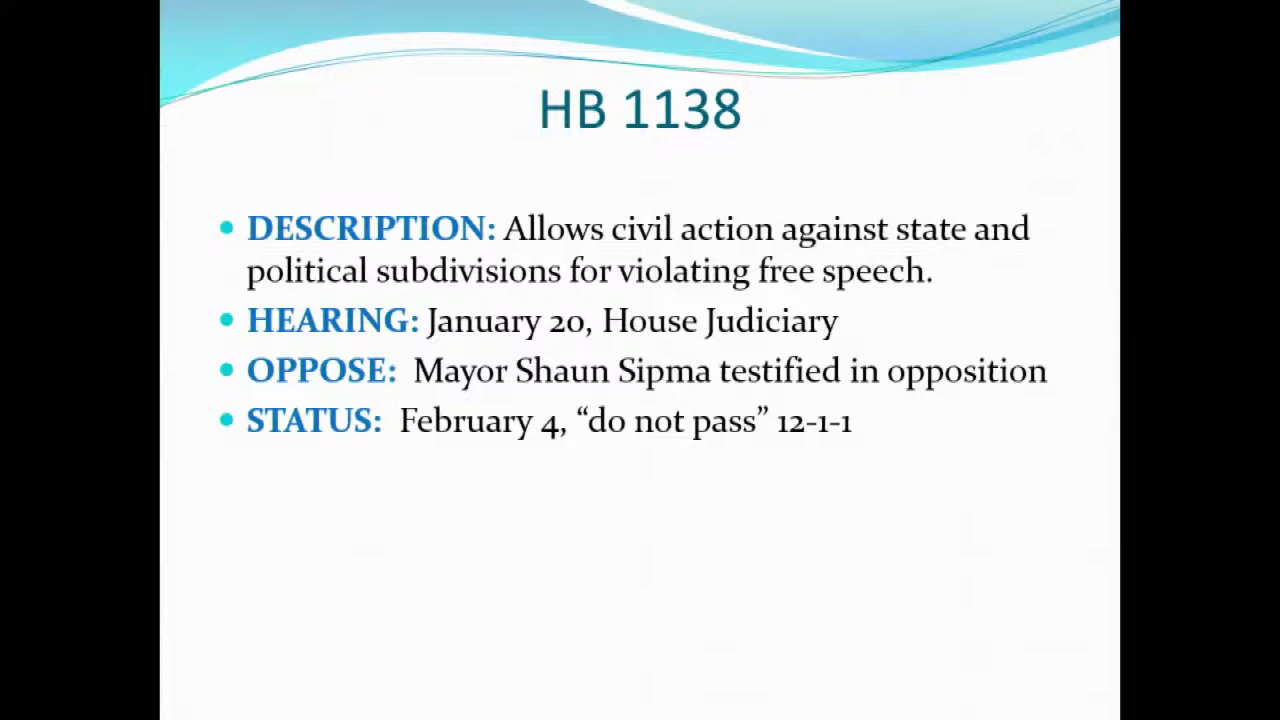 HB 1138
• DESCRIPTION: Allows civil action against state and
political subdivisions for violating free speech.
• HEARING: January 20, House Judiciary
• OPPOSE: Mayor Shaun Sipma testified in opposition
• STATUS: February 4, “do not pass” 12-1-1